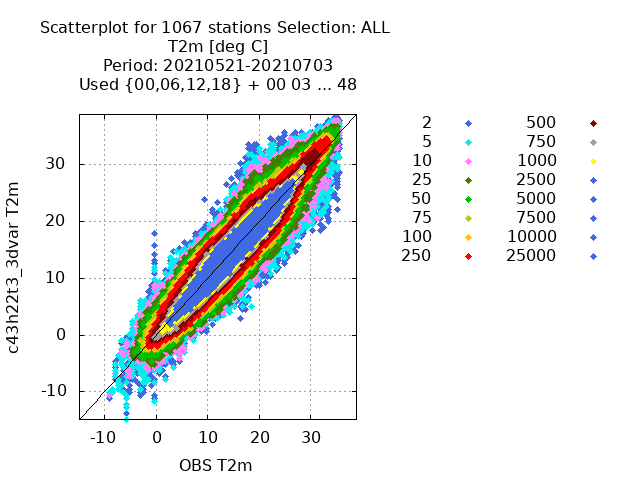 Scatterplot for 1067 stations Selection: ALL
T2m [deg C]
Period: 20210521-20210703
Used {00,06,12,18} + 00 03 ... 48
c43h22t3_3dvar T2m
30
20
10
0
-10
-10 0 10 20 30
OBS T2m
2 500
5 750
10 1000
25 2500
50 5000
75 7500
100 10000
250 25000